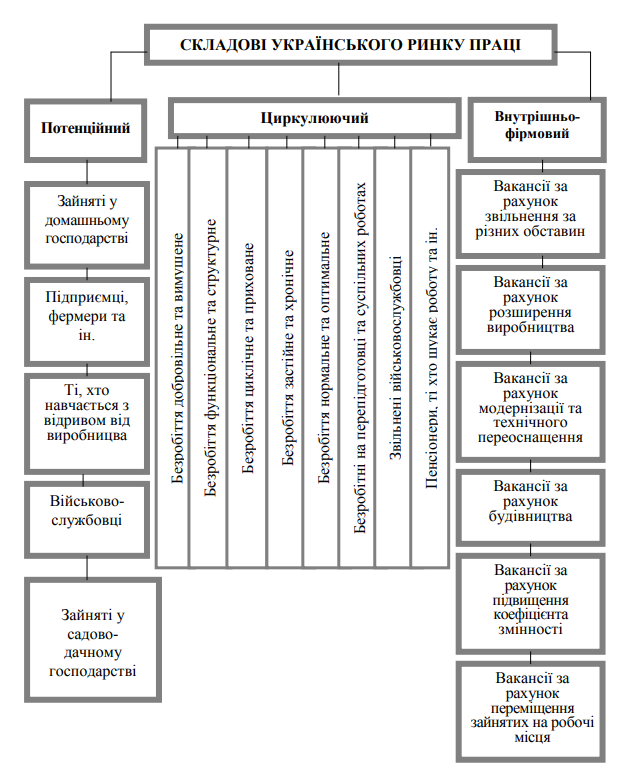 СКЛАДОВІ УКРАЇНСЬКОГО РИНКУ ПРАЦІ
Потенційний
Зайняті у
домашньому
господарстві
Підприємці,
фермери та
ін.
Ті, хто
навчається з
відривом від
виробницва
Військово-
службовці
Зайняті у
садово-
дачному
господарстві
Циркулюючий
Безробіття добровільне та вимушене
Безробіття функціональне та структурне
Безробіття циклічне та приховане
Безробіття застійне та хронічне
Безробіття нормальне та оптимальне
Безробітні на перепідготовці та суспільних роботах
Звільнені військовослужбовці
Пенсіонери, ті хто шукає роботу та ін.
Внутрішньо-
фірмовий
Вакансії за
рахунок
звільнення за
різних обставин
Вакансії за
рахунок
розширення
виробництва
Вакансії за
рахунок
модернізації та
технічного
переоснащення
Вакансії за
рахунок
будівництва
Вакансії за
рахунок
підвищення
коефіцієнта
змінності
Вакансії за
рахунок
переміщення
зайнятих на робочі
місця